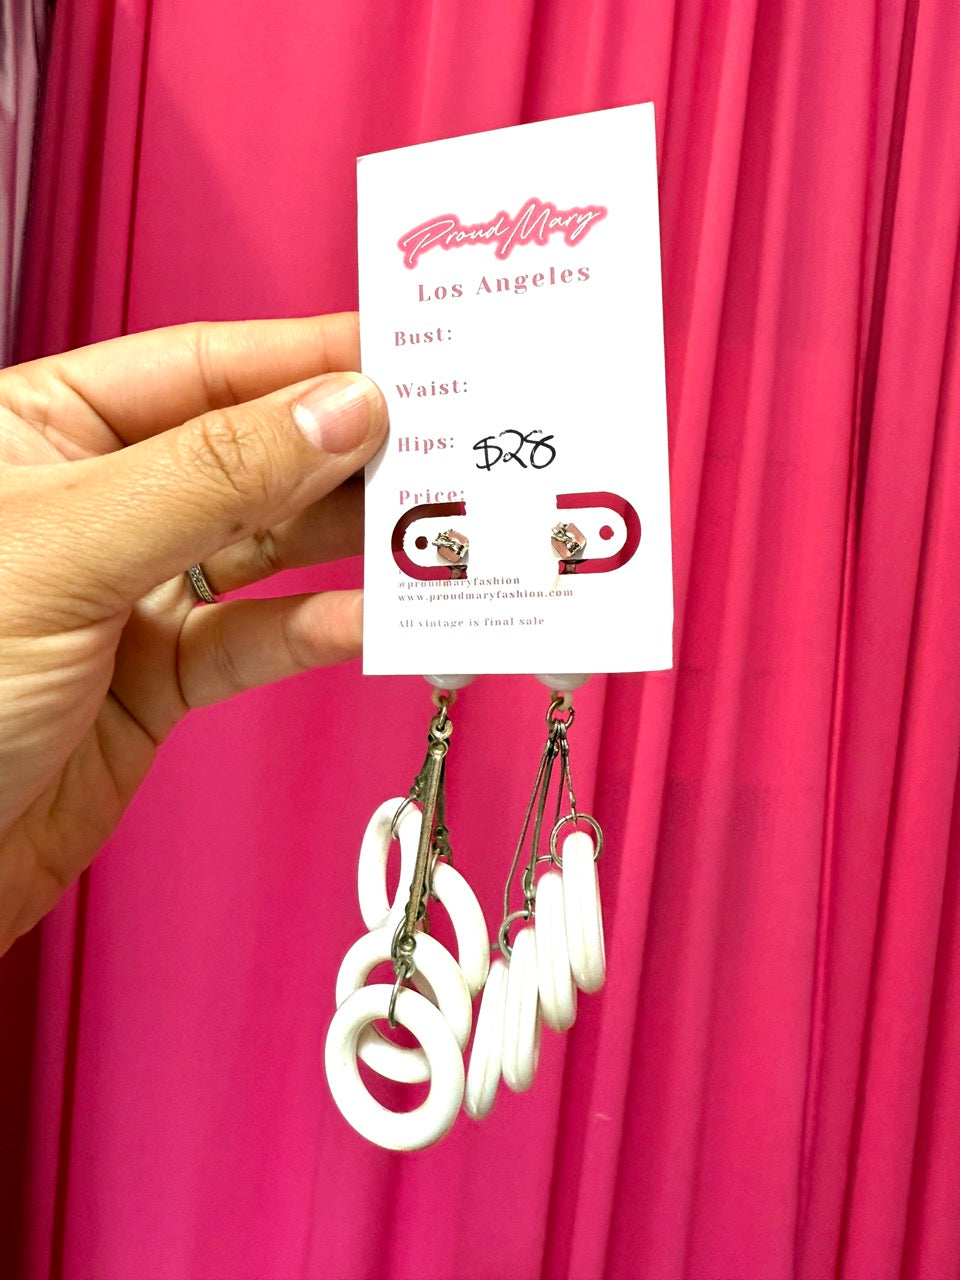 Proud Mary
Los Angeles
Bust:
Waist:
Hips: $28
Price:
@proudmaryfashion
www.proudmaryfashion.com
All vintage is final sale